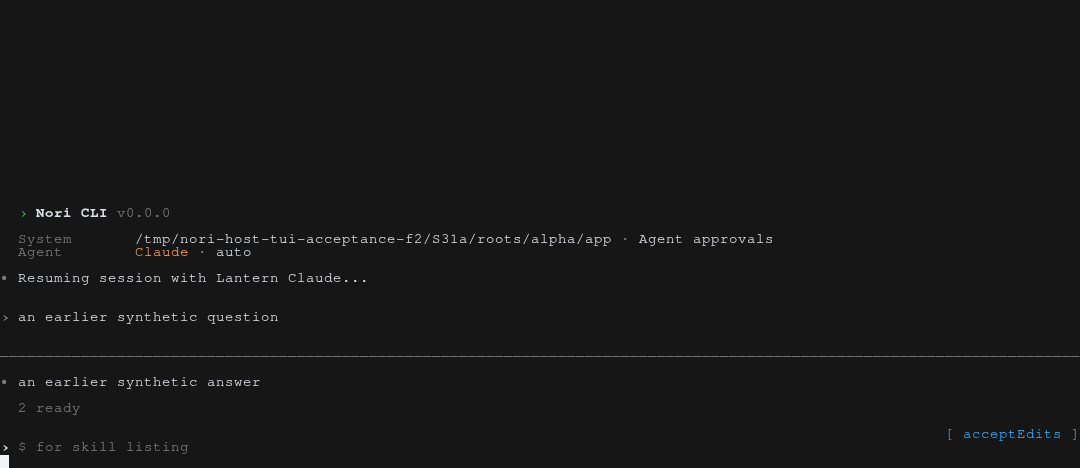 › Nori CLI v0.0.0
System /tmp/nori-host-tui-acceptance-f2/S31a/roots/alpha/app · Agent approvals
Agent Claude · auto
• Resuming session with Lantern Claude...
› an earlier synthetic question
• an earlier synthetic answer
2 ready
[ acceptEdits ]
› $ for skill listing